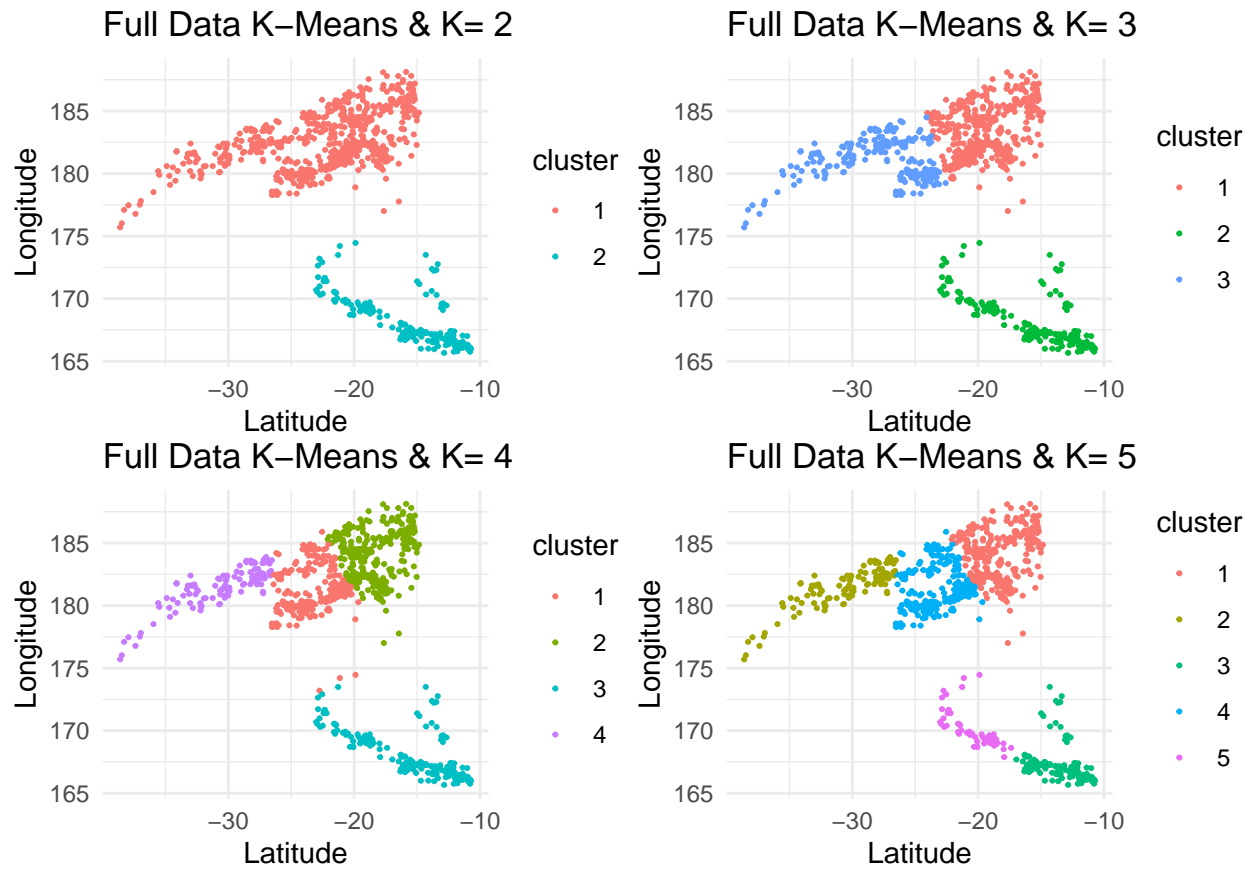 Full Data K−Means & K= 2
185
180
175
170
165
Longitude
−30
−20
−10
Latitude
cluster
1
2
Full Data K−Means & K= 3
185
180
175
170
165
Longitude
−30
−20
−10
Latitude
cluster
1
2
3
Full Data K−Means & K= 4
185
180
175
170
165
Longitude
−30
−20
−10
Latitude
cluster
1
2
3
4
Full Data K−Means & K= 5
185
180
175
170
165
Longitude
−30
−20
−10
Latitude
cluster
1
2
3
4
5